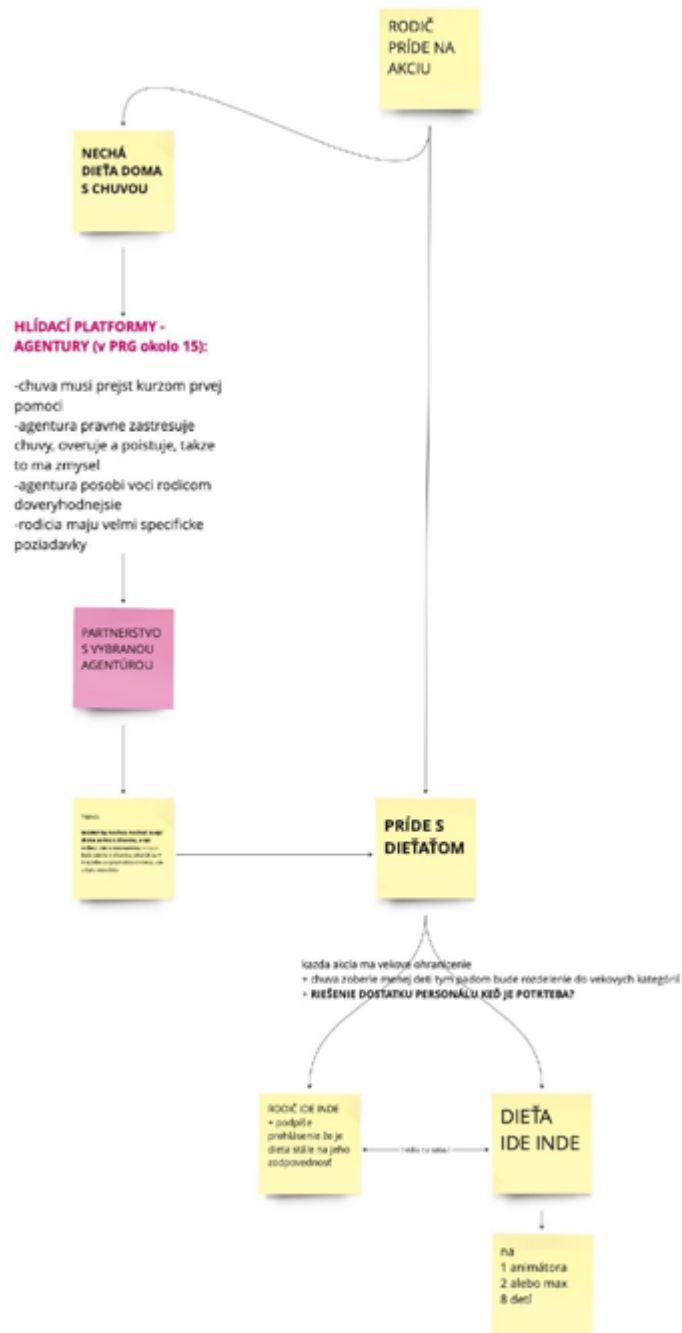 RODIČ
PRÍDE NA
AKCIU
NECHÁ
DIEŤA DOMA
S CHUVOU
HLÍDACÍ PLATFORMY -
AGENTURY (v PRG okolo 15):
-chuva musi prejst kurzom prvej
pomoci
-agentura pravne zastresuje
chuvy, overuje a poistuje, takze
to ma zmysel
-agentura posobi voci rodicom
doveryhodnejsie
-rodicia maju velmi specificke
poziadavky
PARTNERSTVO
S VYBRANOU
AGENTÚROU
PRÍDE S
DIEŤAŤOM
kazda akcia ma vekove ohranicenie
+ chuva zoberie menej deti tym padom bude rozdelenie do vekovych kategórií
+ RIEŠENIE DOSTATKU PERSONÁLU KEĎ JE POTRTEBA?
RODIČ IDE INDE
+ podpíše
prehlásenie že je
dieta stále na jeho
zodpovednosť
DIEŤA
IDE INDE
na
1 animátora
2 alebo max
8 detí